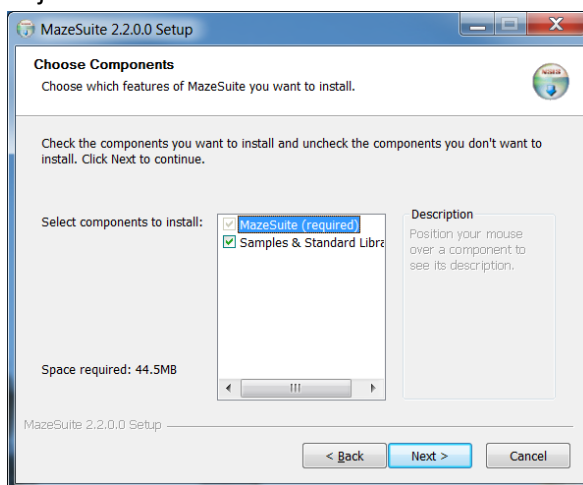 MazeSuite 2.2.0.0 Setup
Choose Components
Choose which features of MazeSuite you want to install.
Check the components you want to install and uncheck the components you don't want to
install. Click Next to continue.
Select components to install:
MazeSuite (required)
Samples & Standard Libra
Description
Position your mouse
over a component to
see its description.
Space required: 44.5MB
MazeSuite 2.2.0.0 Setup
< Back
Next >
Cancel